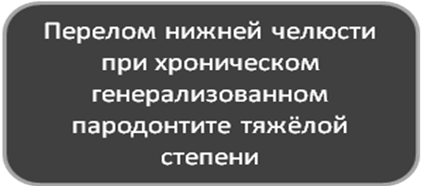 Перелом нижней челюсти
при хроническом
генерализованном
пародонтите тяжёлой
степени